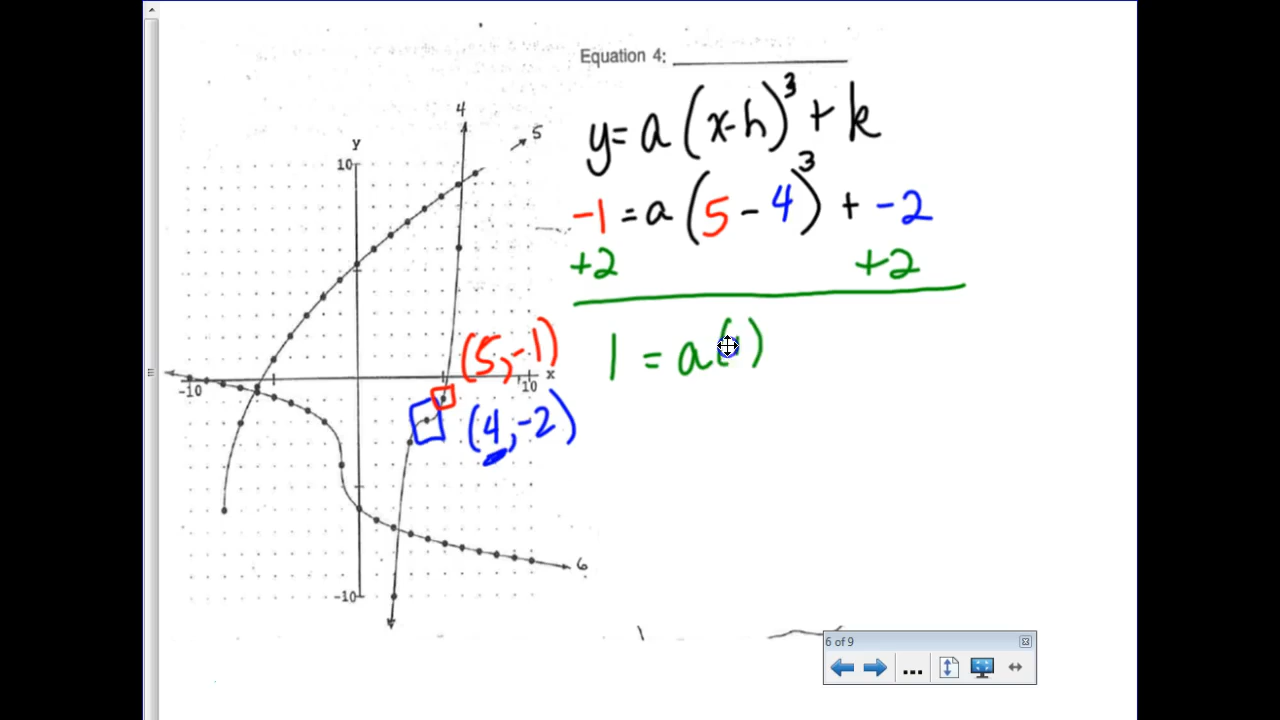 Equation 4:
y = a (x-h)³ + k
-1 = a (5 - 4)³ + -2
+2 +2
1 = a ( )
4
5
y
10
(5,-1)
-10
10 x
(4,-2)
6
-10
6 of 9
...